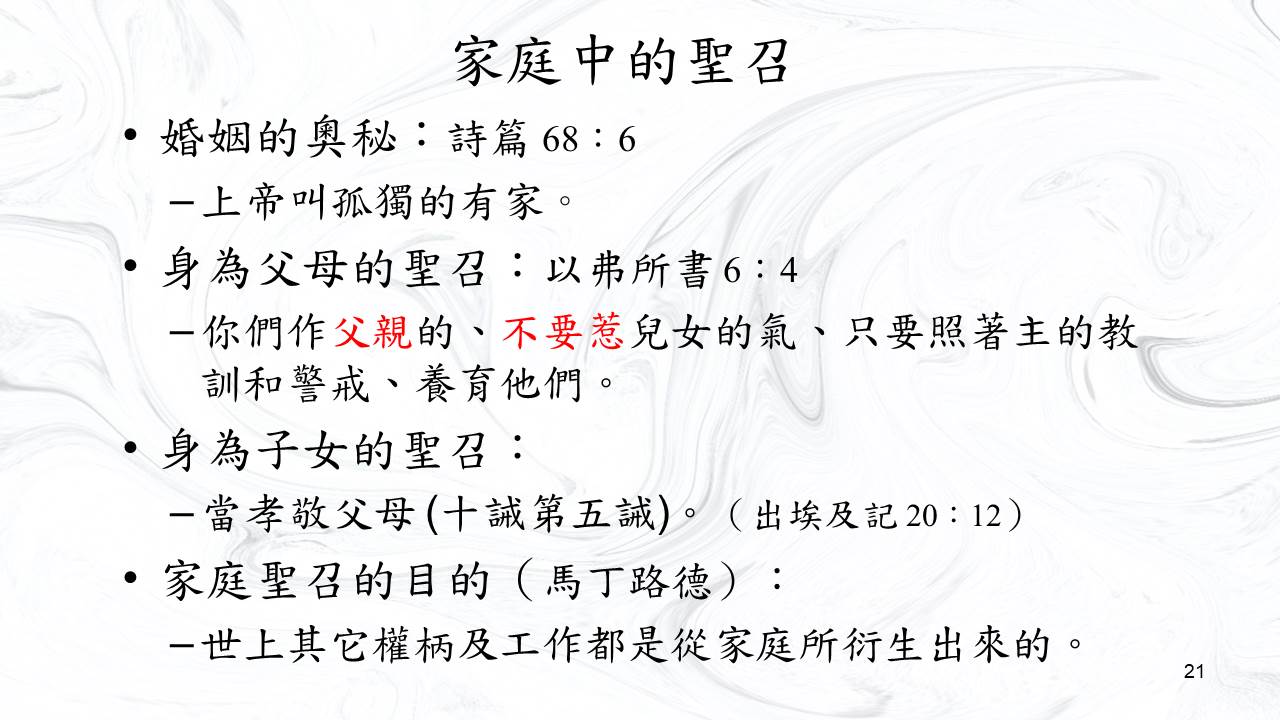 家庭中的聖召
• 婚姻的奧秘：詩篇 68：6
–上帝叫孤獨的有家。
• 身為父母的聖召：以弗所書 6：4
–你們作父親的、不要惹兒女的氣、只要照著主的教
訓和警戒、養育他們。
• 身為子女的聖召：
–當孝敬父母(十誡第五誡)。（出埃及記 20：12）
• 家庭聖召的目的（馬丁路德）：
–世上其它權柄及工作都是從家庭所衍生出來的。
21